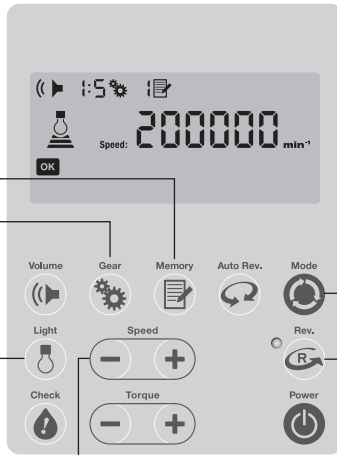 1:5 1
Speed: 200000 min⁻¹
OK
Volume Gear Memory Auto Rev. Mode
Light Speed Rev.
R
Check Torque Power